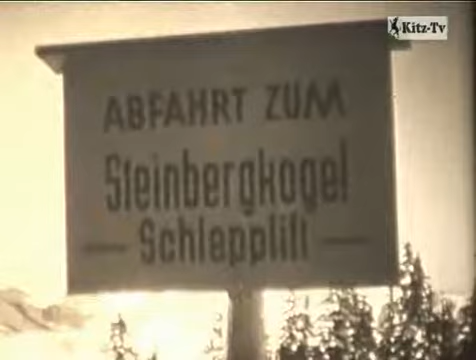 Kitz-Tv
ABFAHRT ZUM
Steinbergkogel
— Schlepplift —